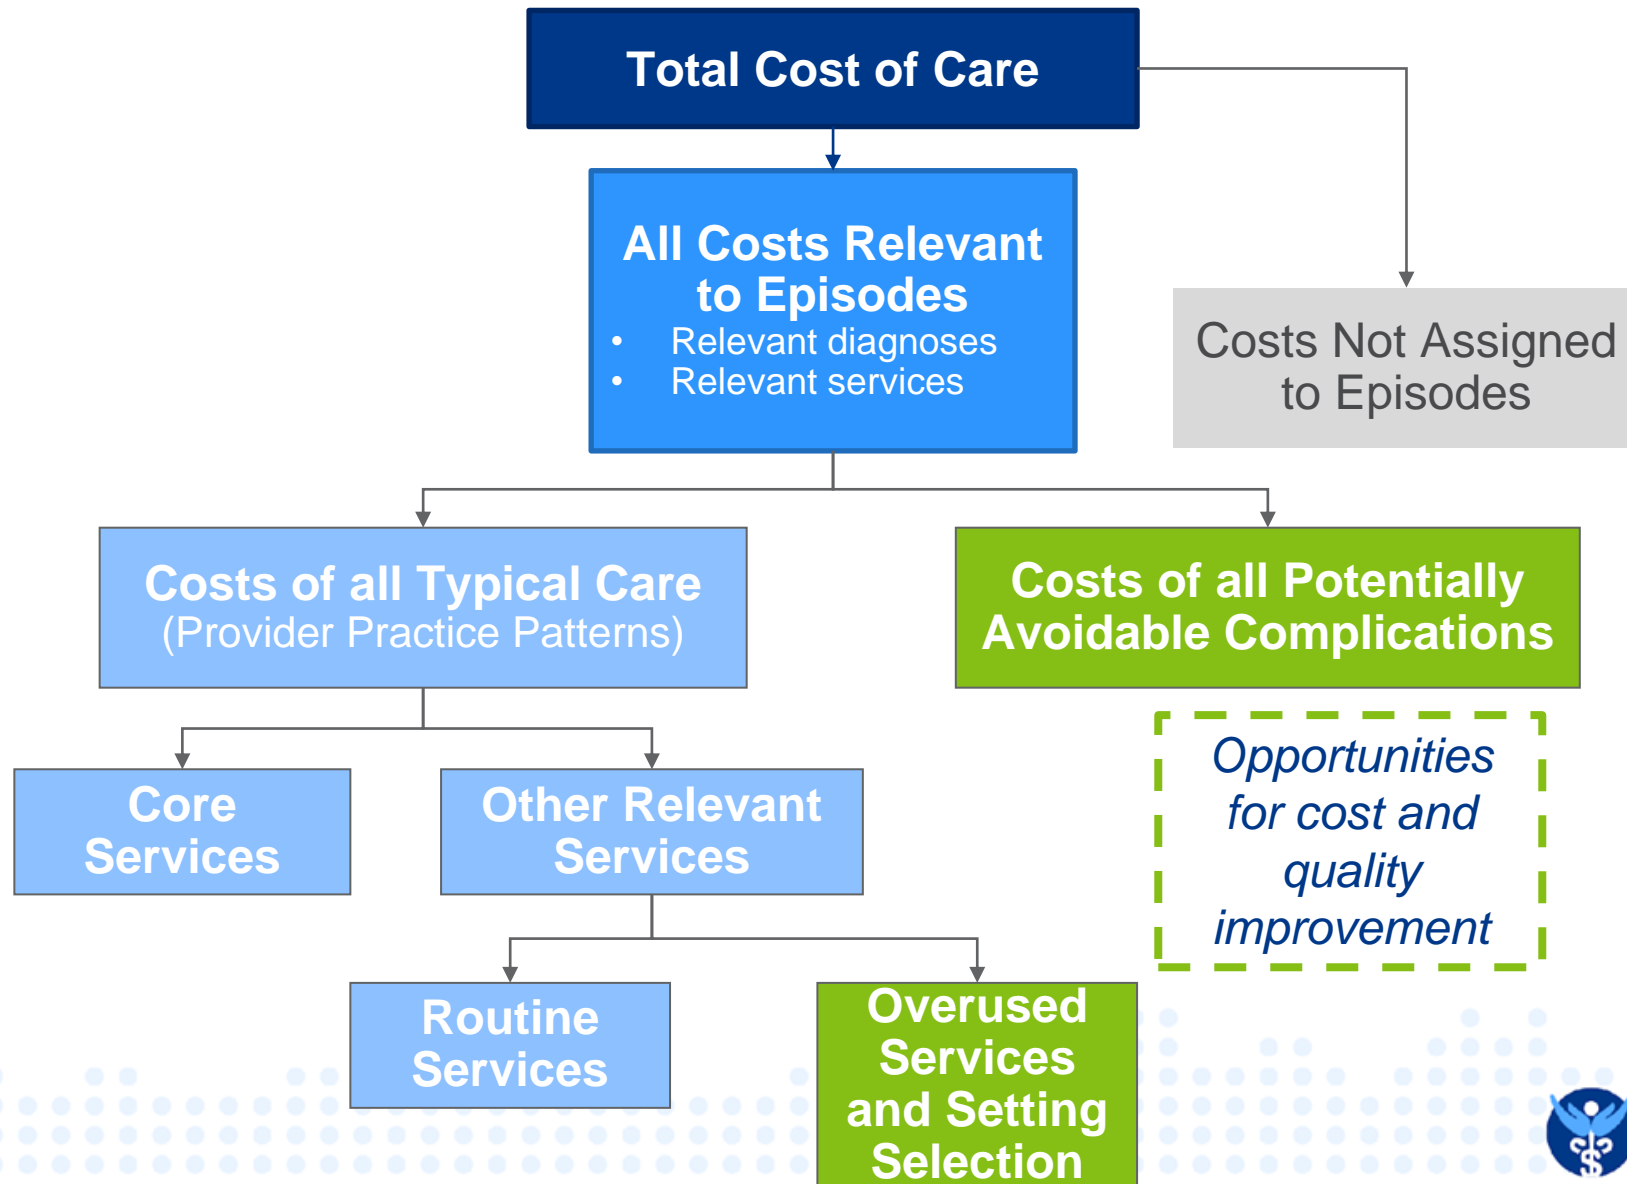 Total Cost of Care
All Costs Relevant
to Episodes
• Relevant diagnoses
• Relevant services
Costs Not Assigned
to Episodes
Costs of all Typical Care
(Provider Practice Patterns)
Costs of all Potentially
Avoidable Complications
Opportunities
for cost and
quality
improvement
Core
Services
Other Relevant
Services
Routine
Services
Overused
Services
and Setting
Selection